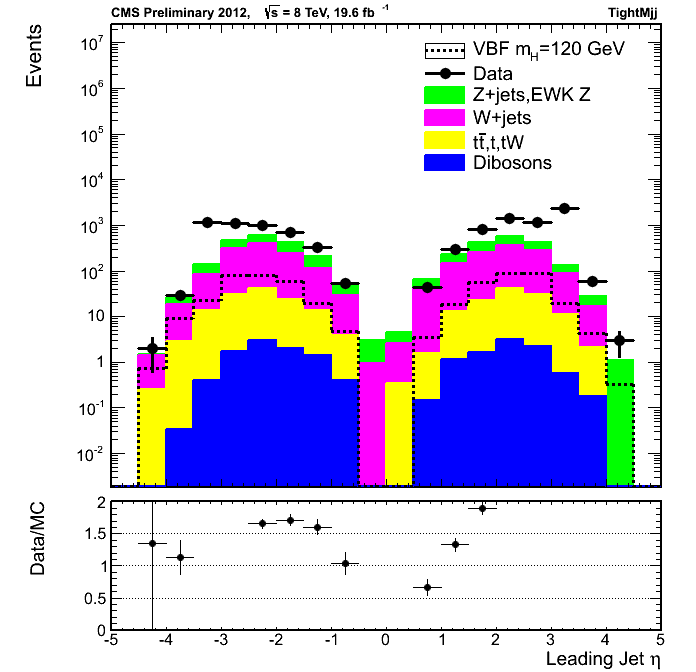 CMS Preliminary 2012, √s = 8 TeV, 19.6 fb⁻¹ TightMjj
Events
10⁷
10⁶
10⁵
10⁴
10³
10²
10
1
10⁻¹
10⁻²
VBF m_H=120 GeV
Data
Z+jets,EWK Z
W+jets
tt̅,t,tW
Dibosons
Data/MC
2
1.5
1
0.5
0
-5 -4 -3 -2 -1 0 1 2 3 4 5
Leading Jet η